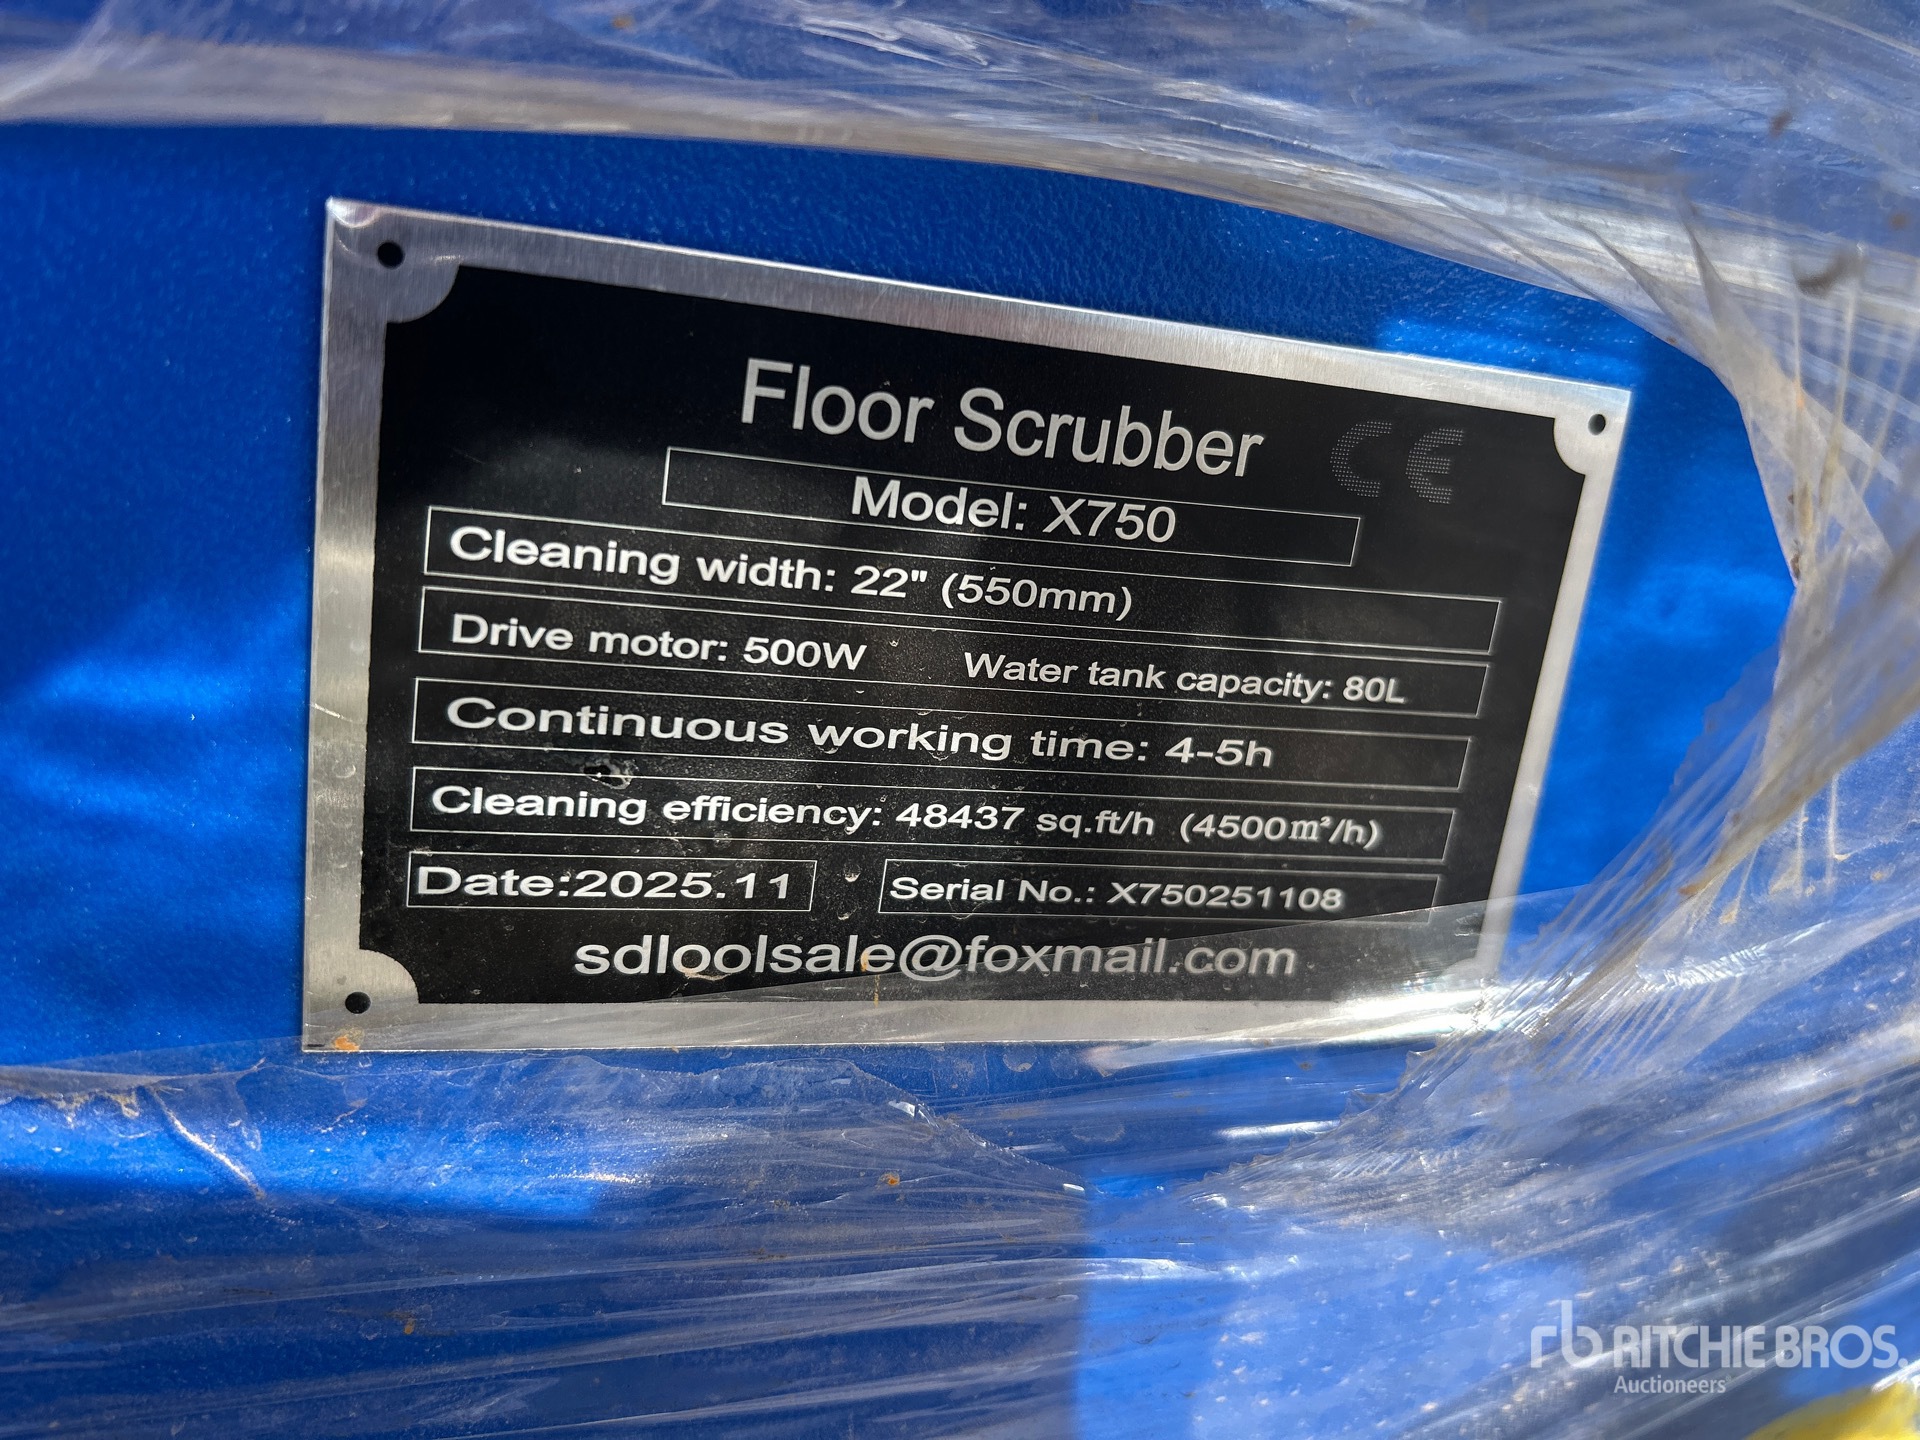 Floor Scrubber
CE
Model: X750
Cleaning width: 22" (550mm)
Drive motor: 500W Water tank capacity: 80L
Continuous working time: 4-5h
Cleaning efficiency: 48437 sq.ft/h (4500m²/h)
Date:2025.11 Serial No.: X750251108
sdloolsale@foxmail.com
rb RITCHIE BROS.
Auctioneers